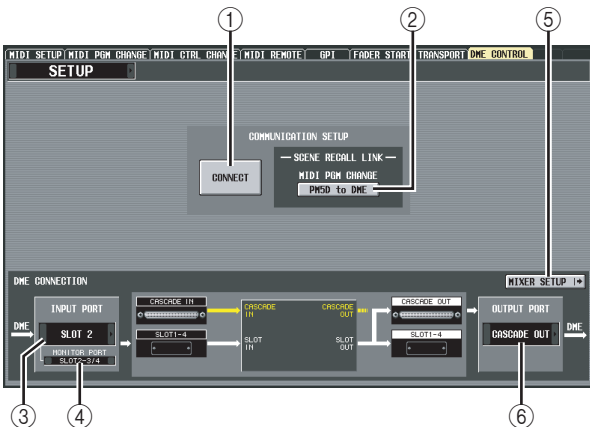 ① ② ⑤
MIDI SETUP MIDI PGM CHANGE MIDI CTRL CHANGE MIDI REMOTE GPI FADER START TRANSPORT DME CONTROL
SETUP
COMMUNICATION SETUP
CONNECT
SCENE RECALL LINK
MIDI PGM CHANGE
PM5D to DME
DME CONNECTION
MIXER SETUP
INPUT PORT
CASCADE IN
CASCADE IN
CASCADE OUT
CASCADE OUT
OUTPUT PORT
DME
SLOT 2
SLOT1-4
SLOT IN
SLOT OUT
SLOT1-4
CASCADE OUT
DME
MONITOR PORT
SLOT2-3/4
③ ④ ⑥